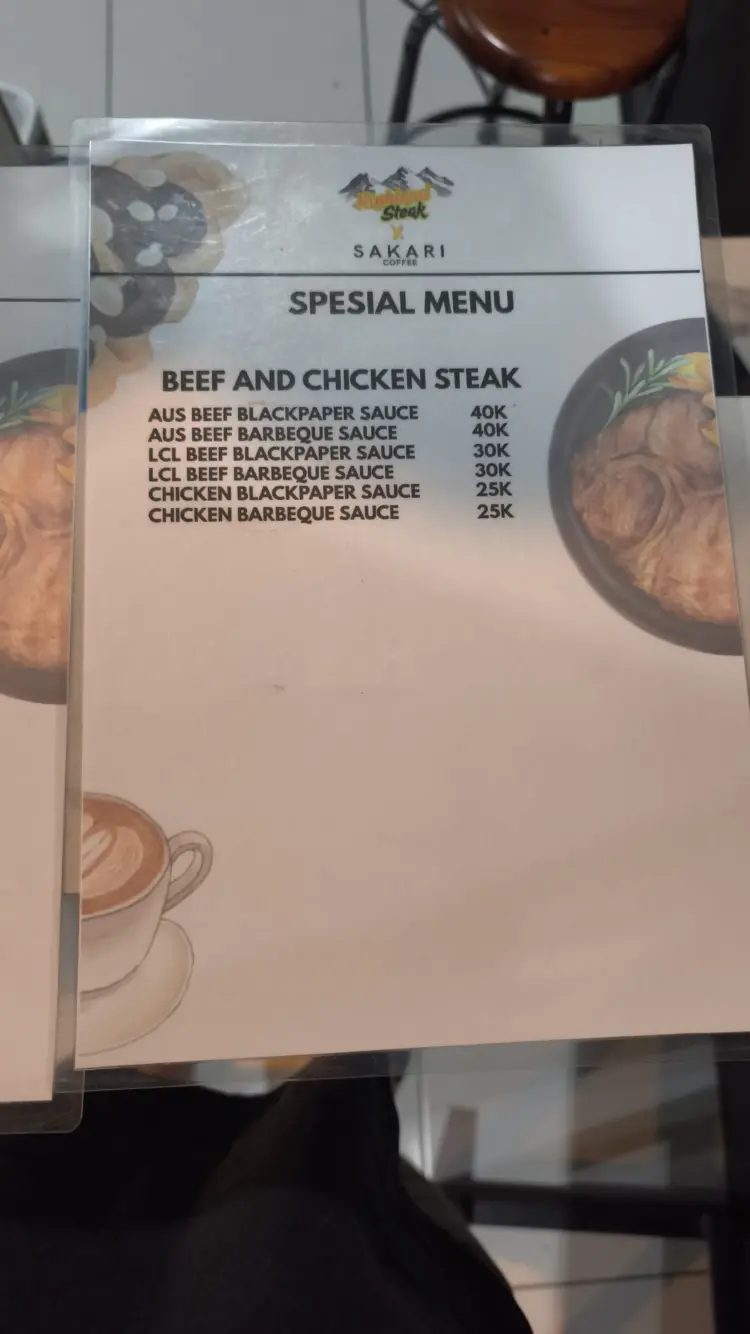 Highland
Steak
X
SAKARI
COFFEE
SPESIAL MENU
BEEF AND CHICKEN STEAK
AUS BEEF BLACKPAPER SAUCE 40K
AUS BEEF BARBEQUE SAUCE 40K
LCL BEEF BLACKPAPER SAUCE 30K
LCL BEEF BARBEQUE SAUCE 30K
CHICKEN BLACKPAPER SAUCE 25K
CHICKEN BARBEQUE SAUCE 25K